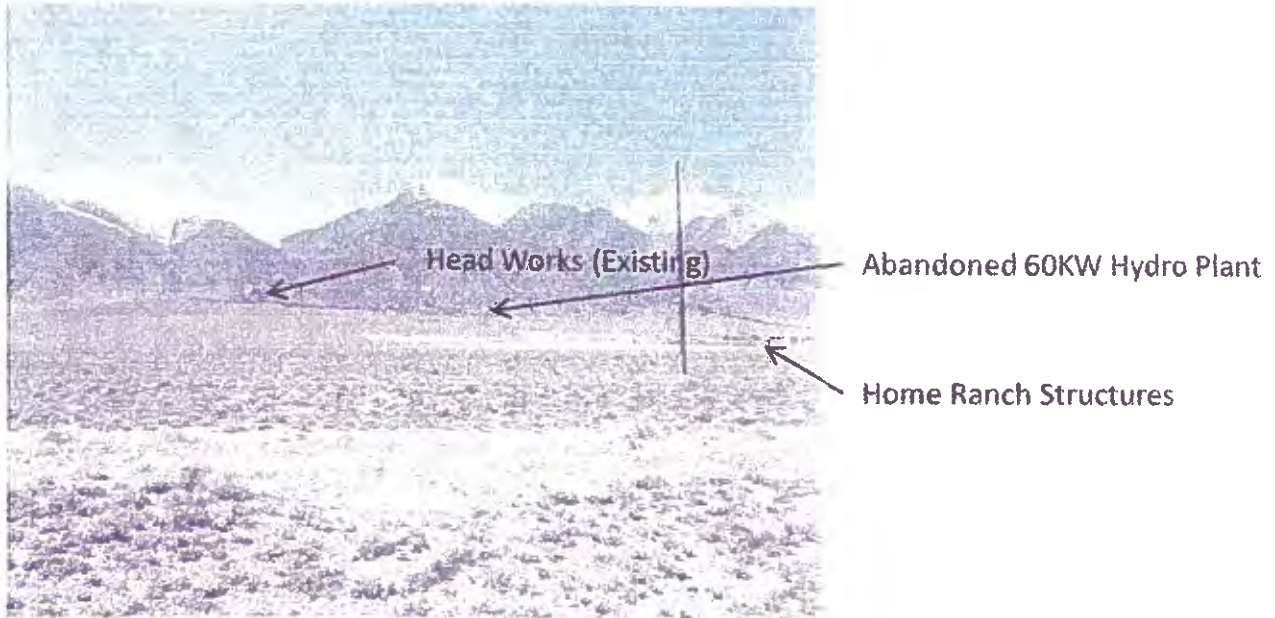 Head Works (Existing)
Abandoned 60KW Hydro Plant
Home Ranch Structures